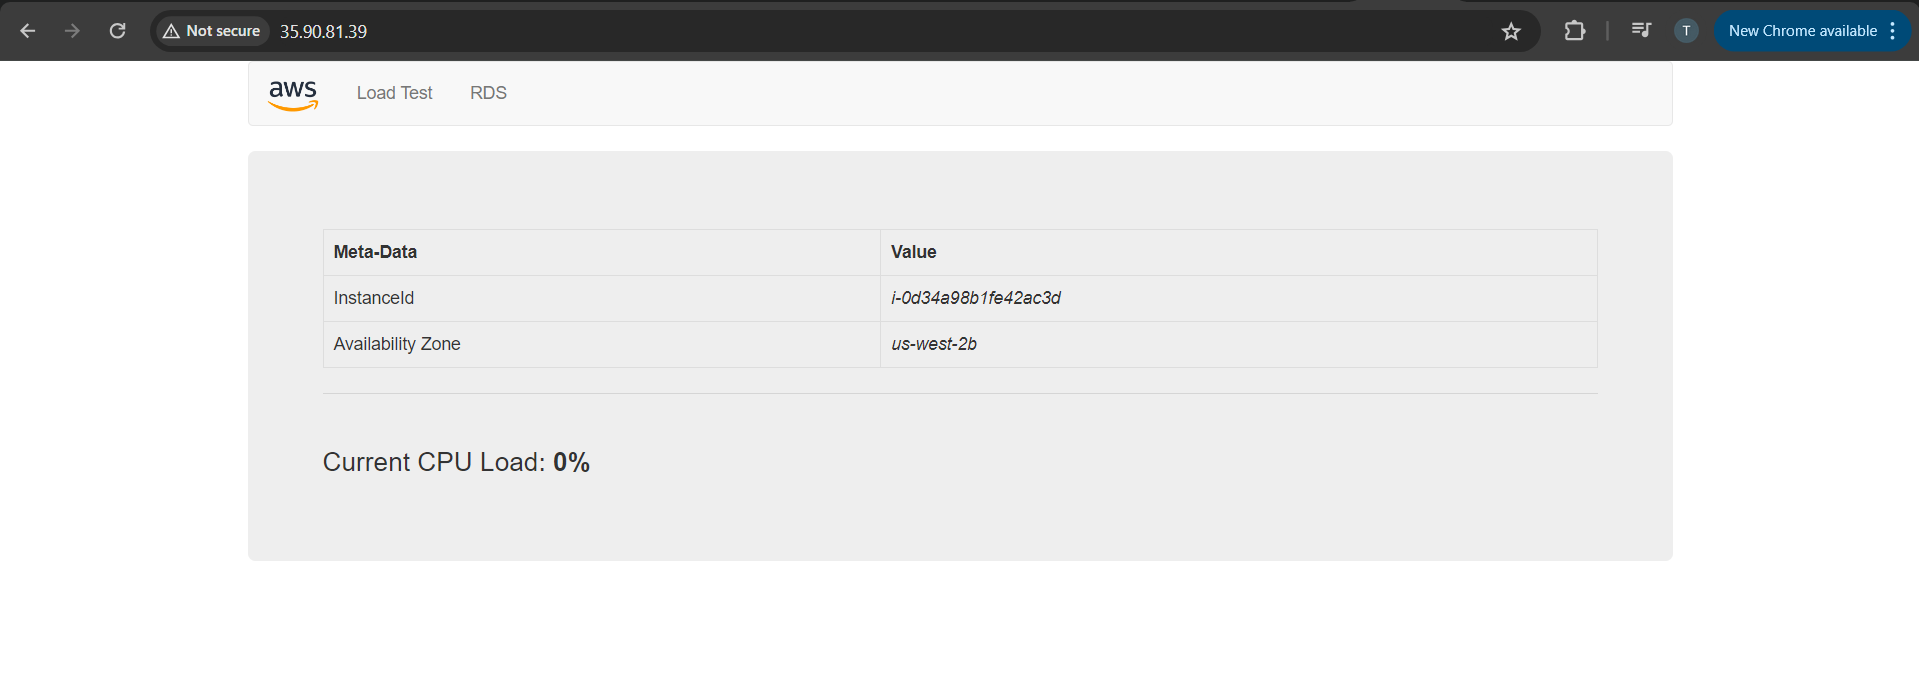 Not secure 35.90.81.39 T New Chrome available
aws Load Test RDS
Meta-Data Value
InstanceId i-0d34a98b1fe42ac3d
Availability Zone us-west-2b
Current CPU Load: 0%